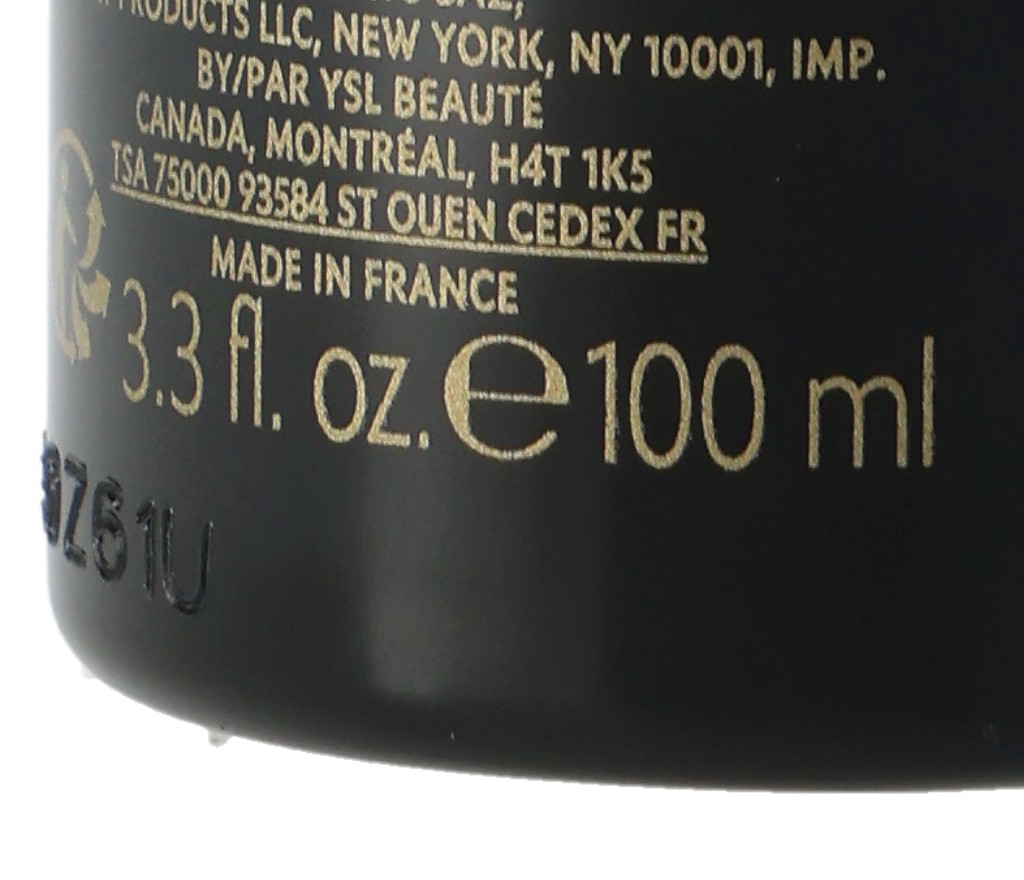 PRODUCTS LLC, NEW YORK, NY 10001, IMP.
BY/PAR YSL BEAUTÉ
CANADA, MONTRÉAL, H4T 1K5
TSA 75000 93584 ST OUEN CEDEX FR
MADE IN FRANCE
3.3 fl. oz. e 100 ml